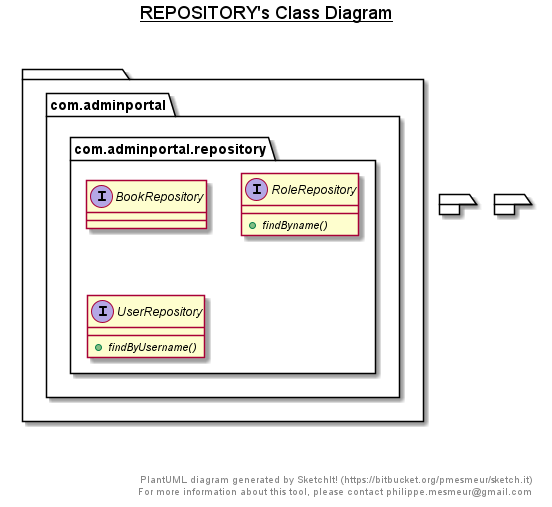 REPOSITORY's Class Diagram
com.adminportal
com.adminportal.repository
I BookRepository
I RoleRepository
findByname()
I UserRepository
findByUsername()
PlantUML diagram generated by SketchIt! (https://bitbucket.org/pmesmeur/sketch.it)
For more information about this tool, please contact philippe.mesmeur@gmail.com